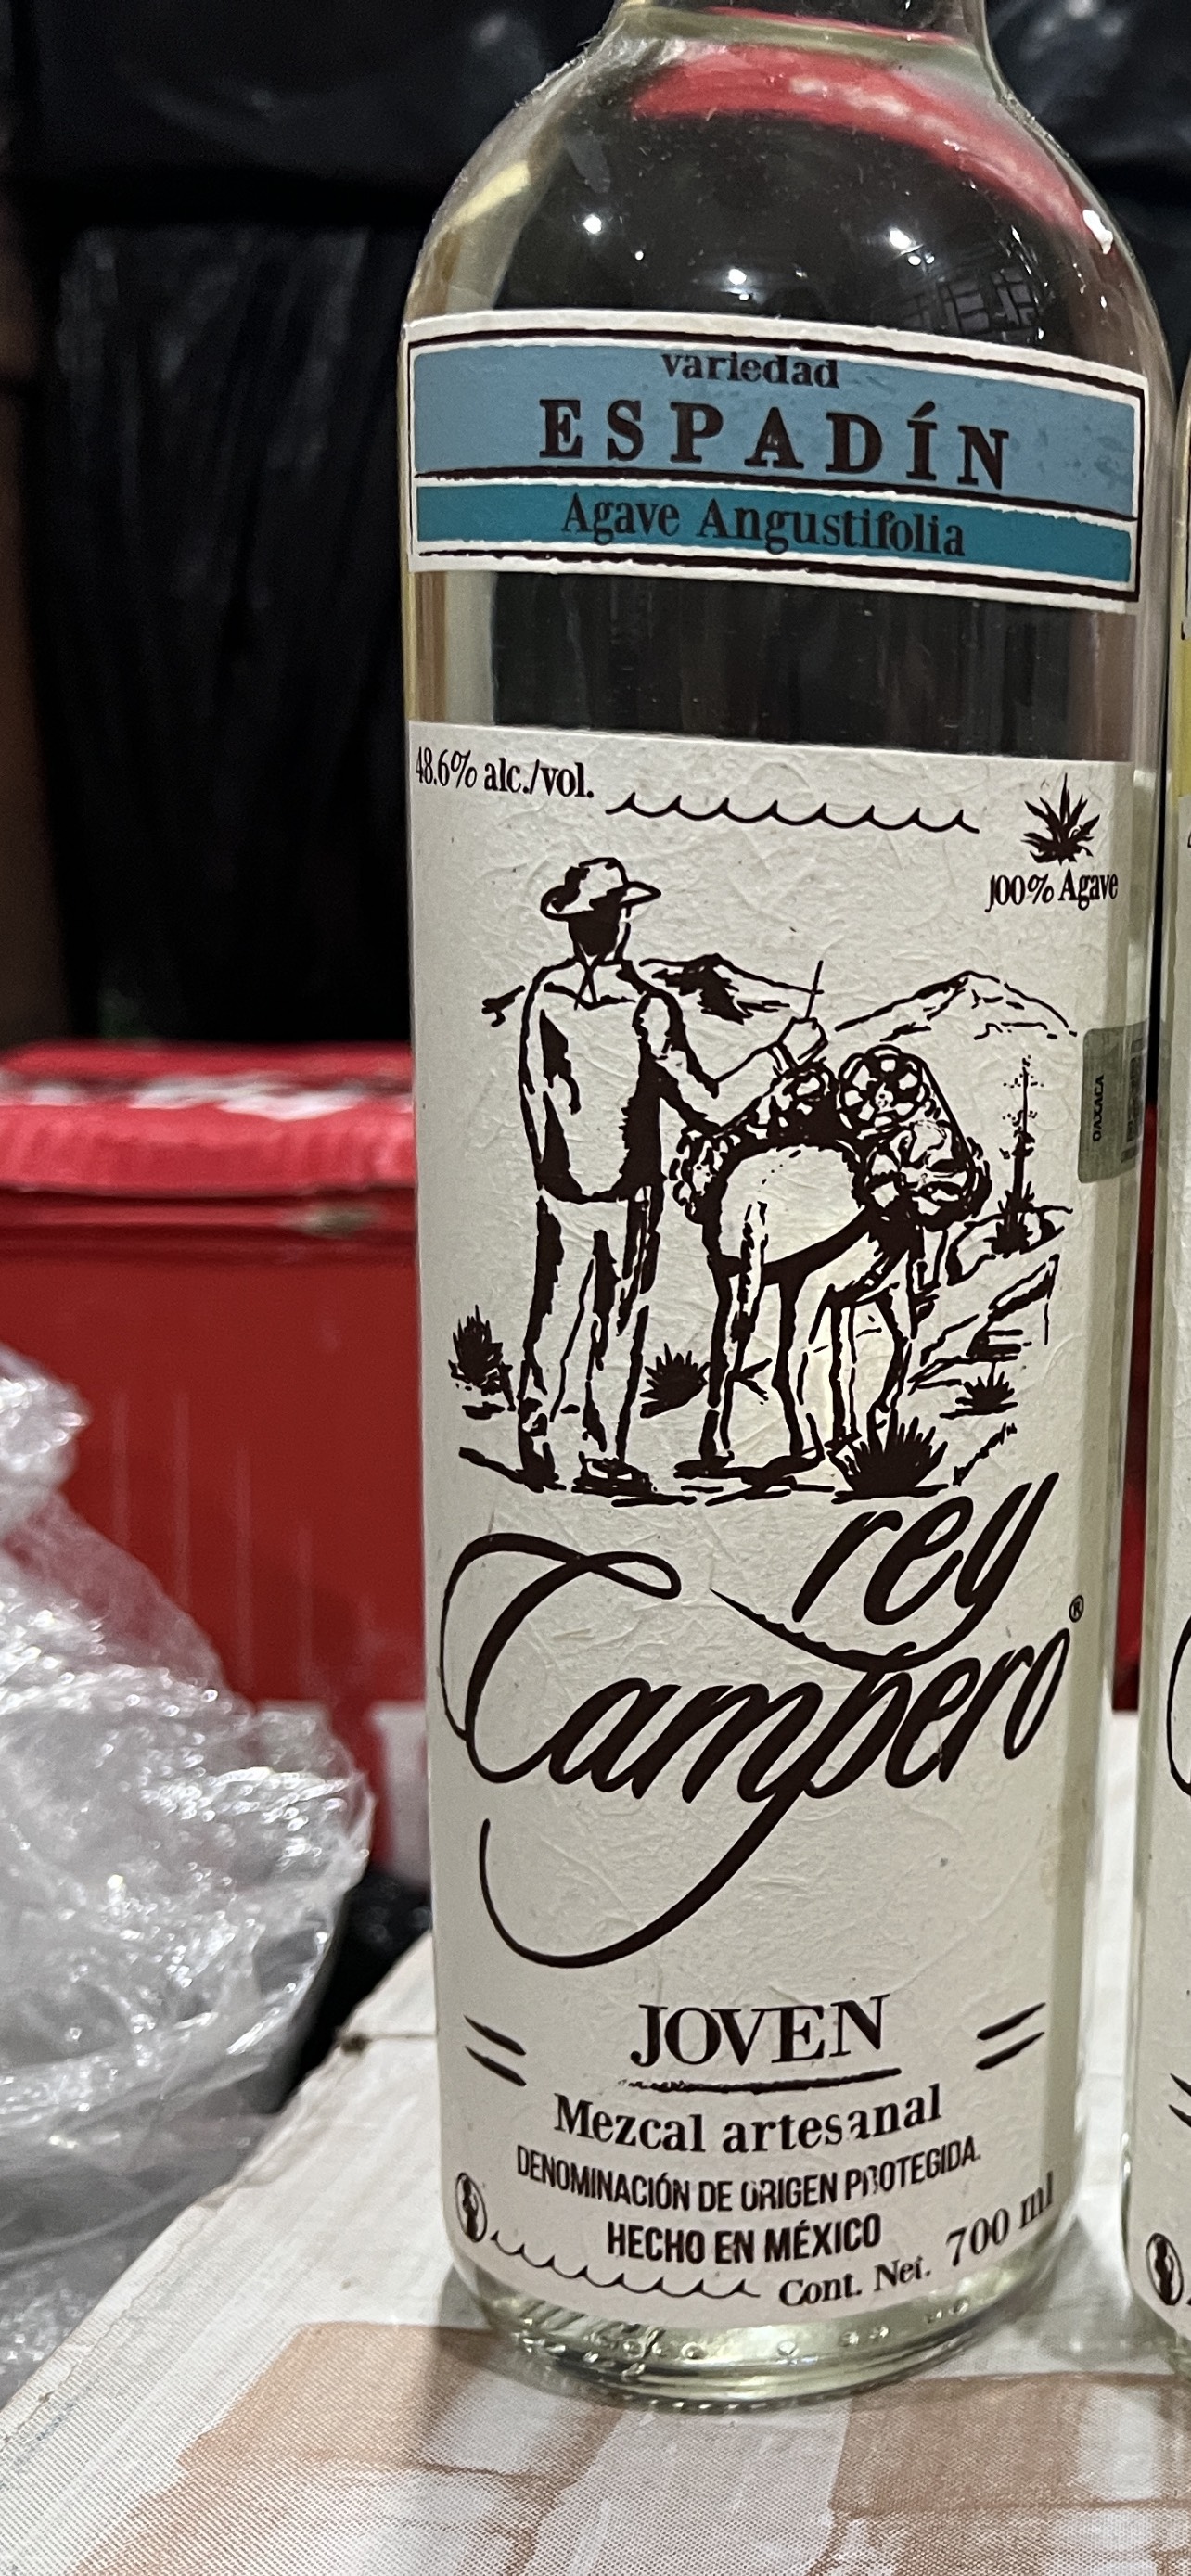 variedad
ESPADÍN
Agave Angustifolia
48.6% alc./vol.
100% Agave
OAXACA
rey
Campero®
JOVEN
Mezcal artesanal
DENOMINACIÓN DE ORIGEN PROTEGIDA.
HECHO EN MÉXICO
Cont. Net. 700 ml